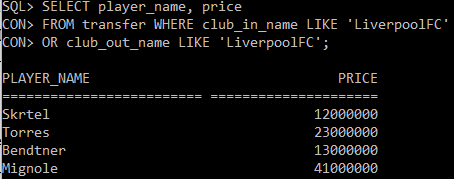 SQL> SELECT player_name, price
CON> FROM transfer WHERE club_in_name LIKE 'LiverpoolFC'
CON> OR club_out_name LIKE 'LiverpoolFC';
PLAYER_NAME PRICE
========================= =====================
Skrtel 12000000
Torres 23000000
Bendtner 13000000
Mignole 41000000